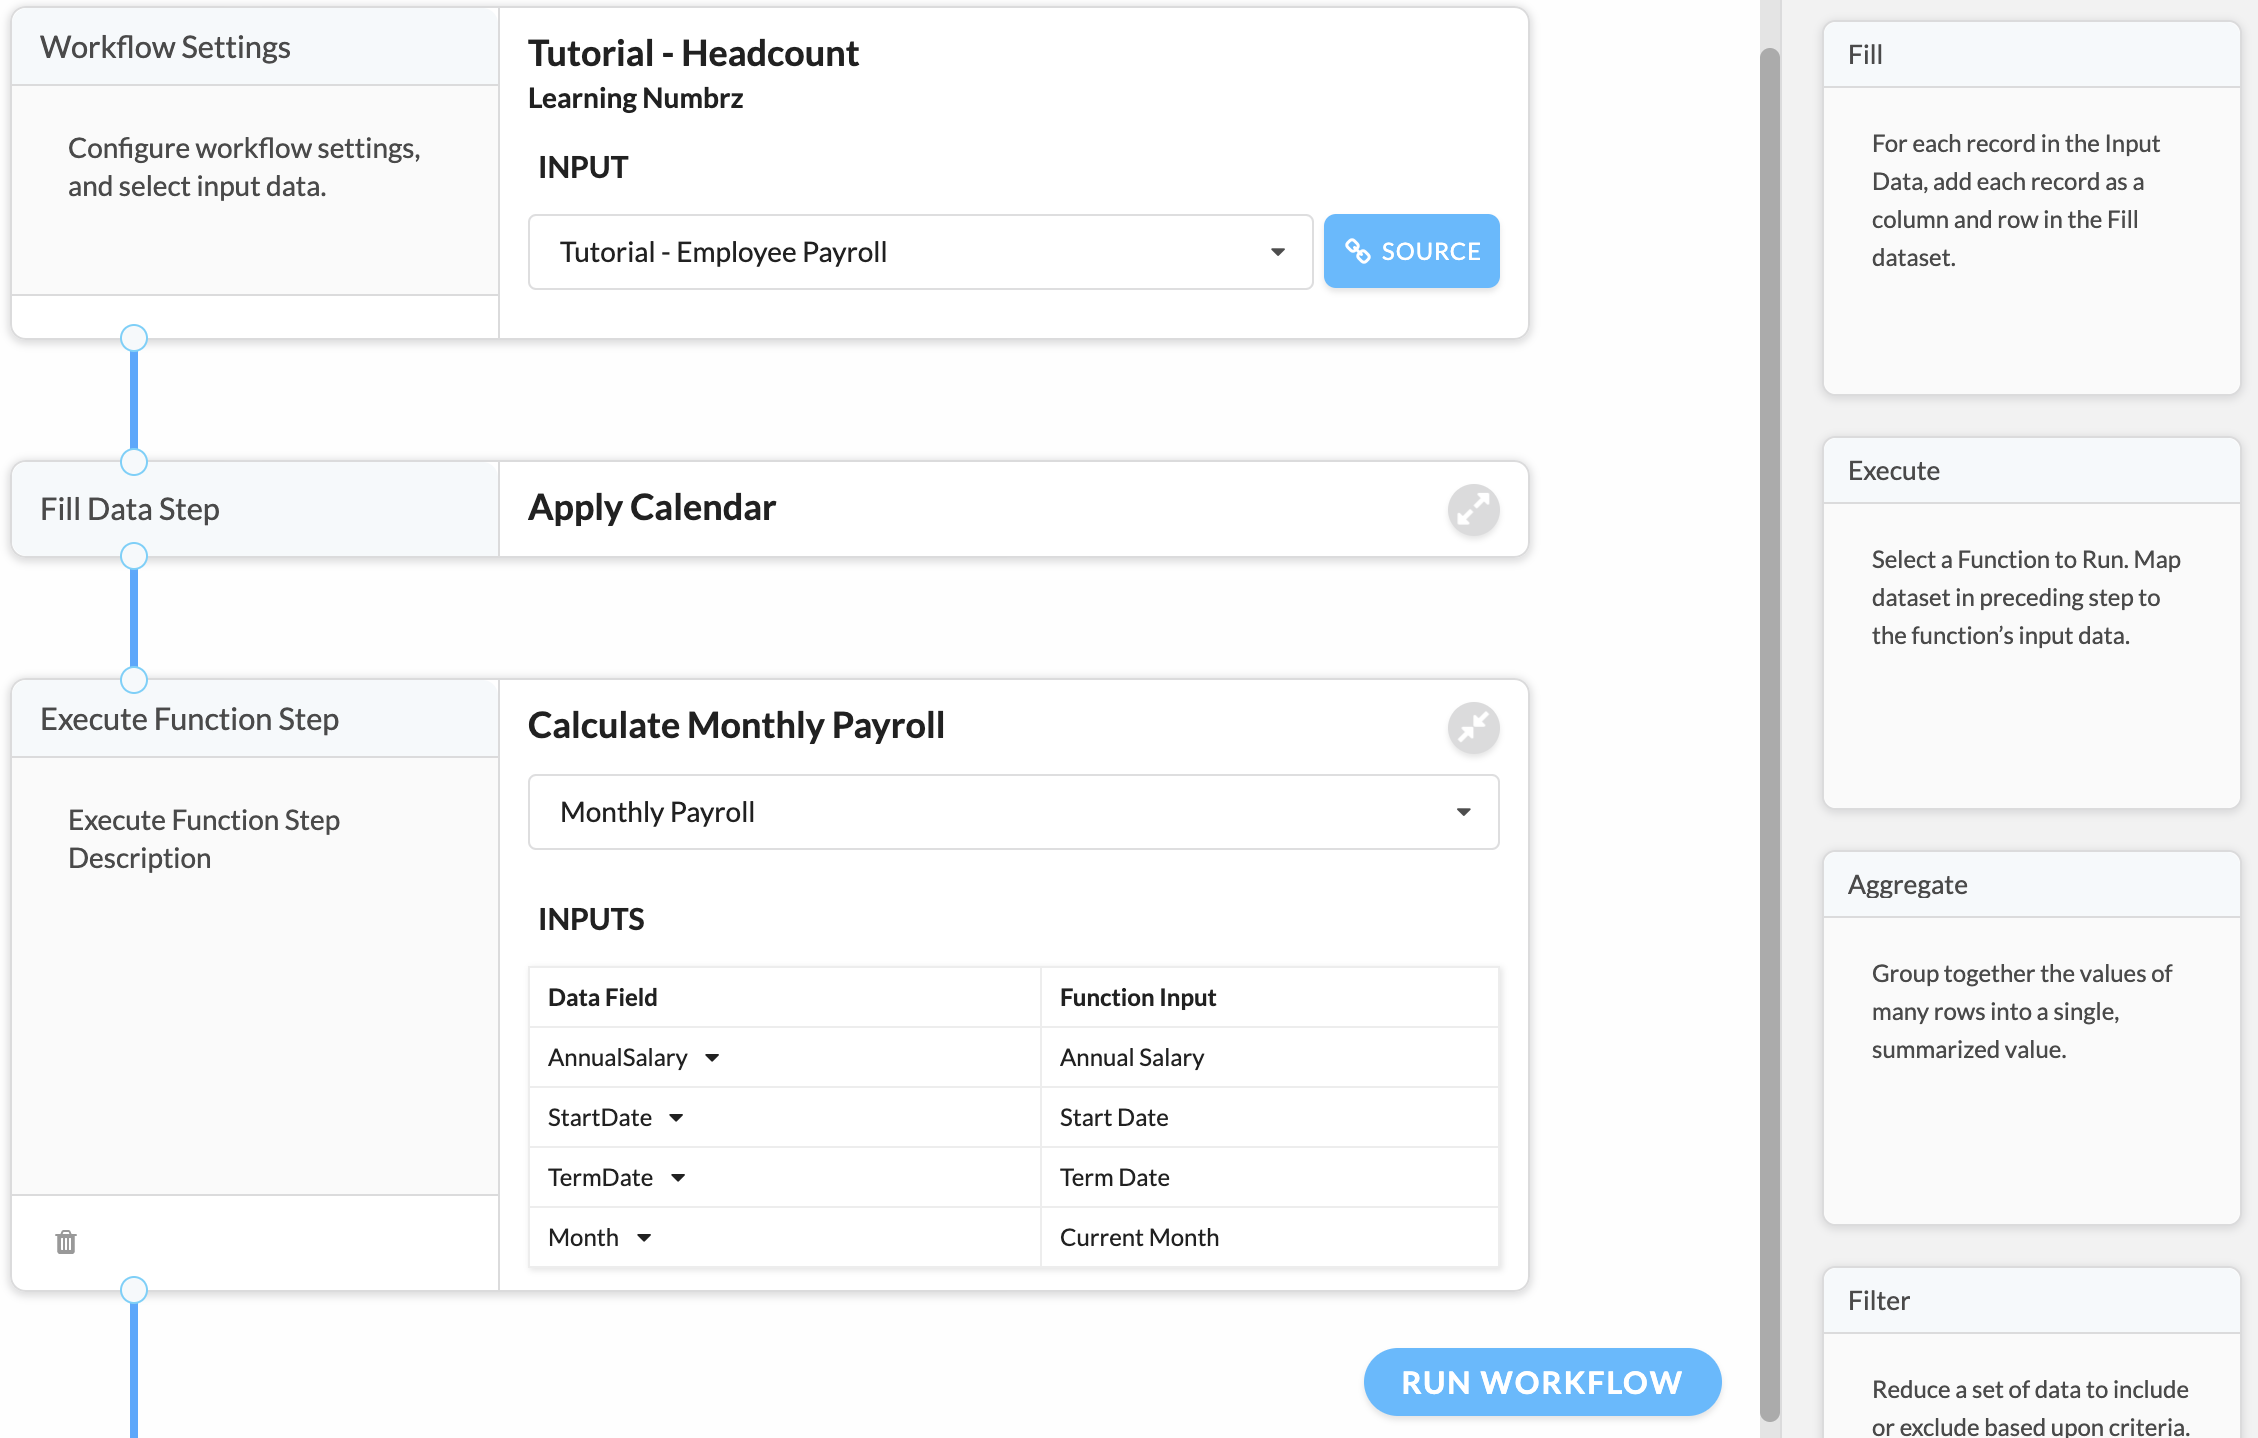 Workflow Settings
Configure workflow settings,
and select input data.
Tutorial - Headcount
Learning Numbrz
INPUT
Tutorial - Employee Payroll
SOURCE
Fill Data Step
Apply Calendar
Execute Function Step
Execute Function Step
Description
Calculate Monthly Payroll
Monthly Payroll
INPUTS
Data Field
Function Input
AnnualSalary
Annual Salary
StartDate
Start Date
TermDate
Term Date
Month
Current Month
RUN WORKFLOW
Fill
For each record in the Input
Data, add each record as a
column and row in the Fill
dataset.
Execute
Select a Function to Run. Map
dataset in preceding step to
the function’s input data.
Aggregate
Group together the values of
many rows into a single,
summarized value.
Filter
Reduce a set of data to include
or exclude based upon criteria.